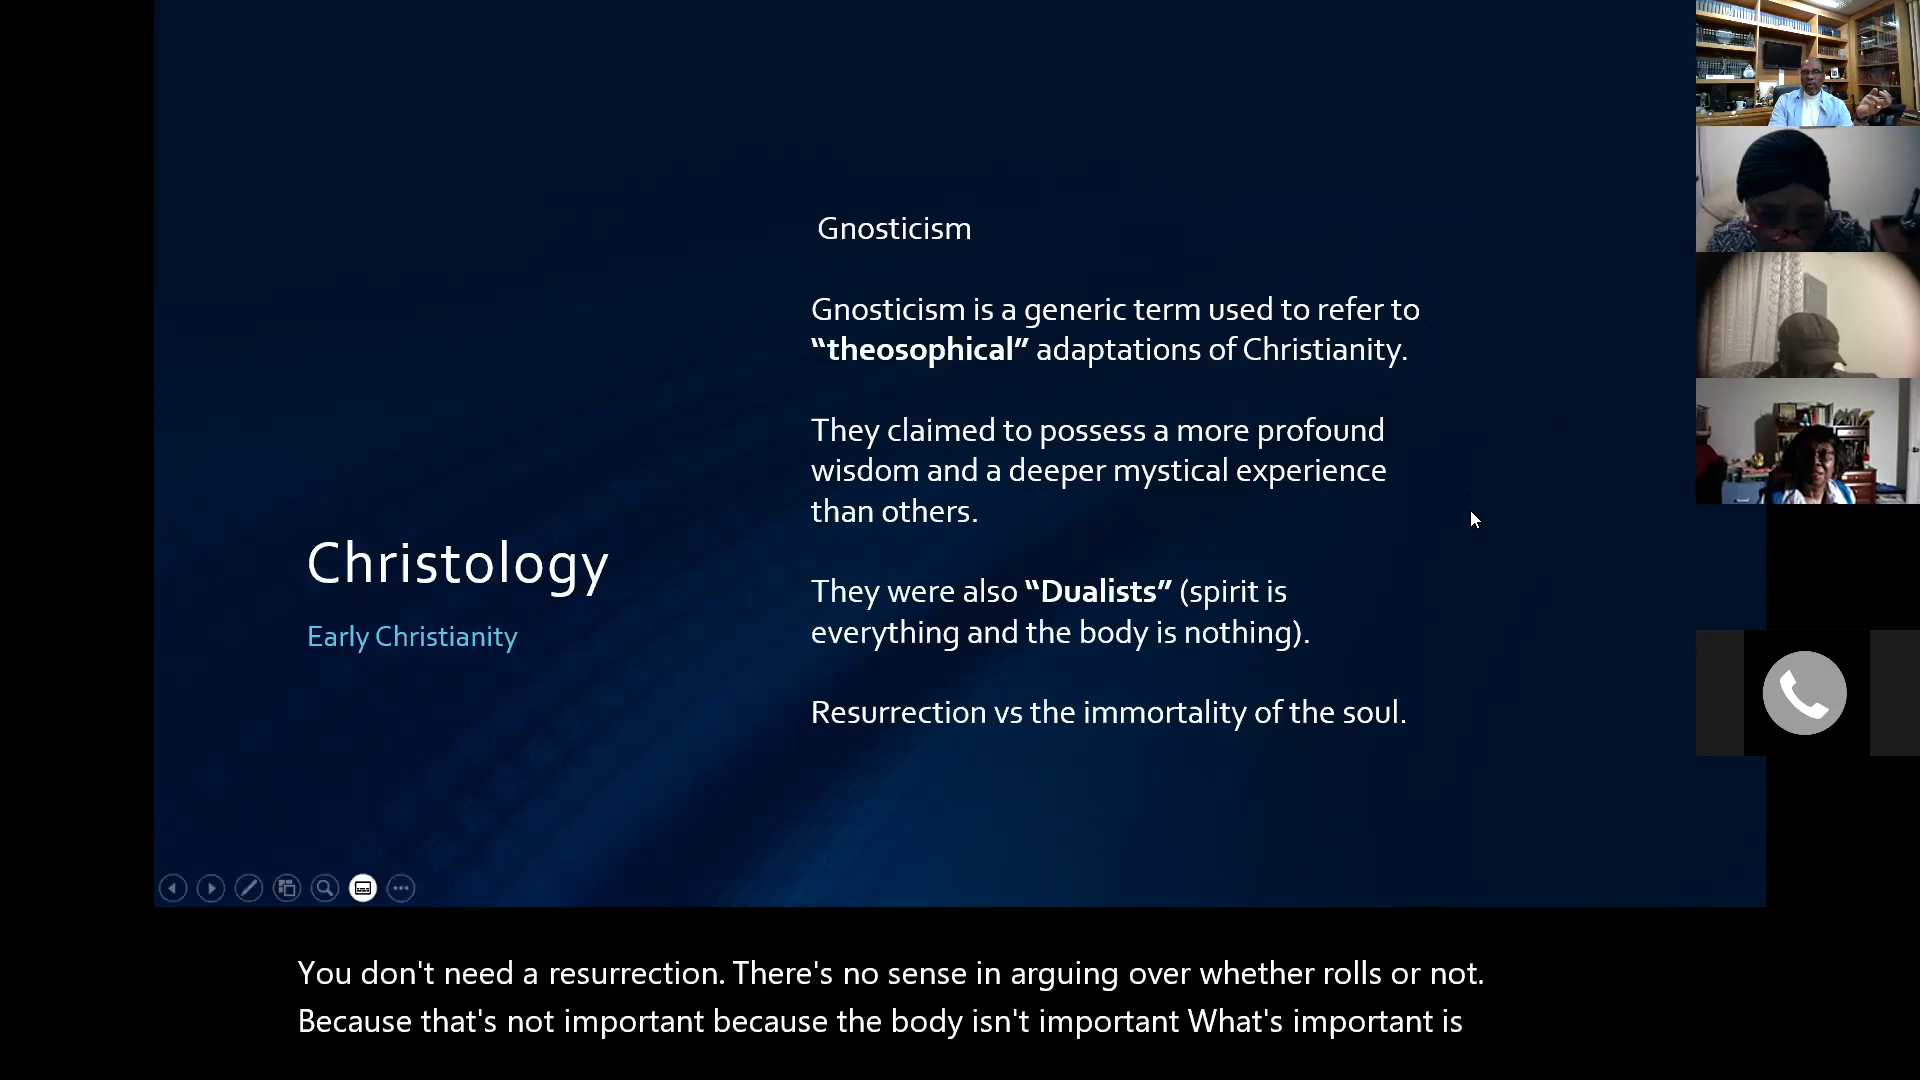 Christology
Early Christianity
Gnosticism
Gnosticism is a generic term used to refer to
“theosophical” adaptations of Christianity.
They claimed to possess a more profound
wisdom and a deeper mystical experience
than others.
They were also “Dualists” (spirit is
everything and the body is nothing).
Resurrection vs the immortality of the soul.
You don't need a resurrection. There's no sense in arguing over whether rolls or not.
Because that's not important because the body isn't important What's important is